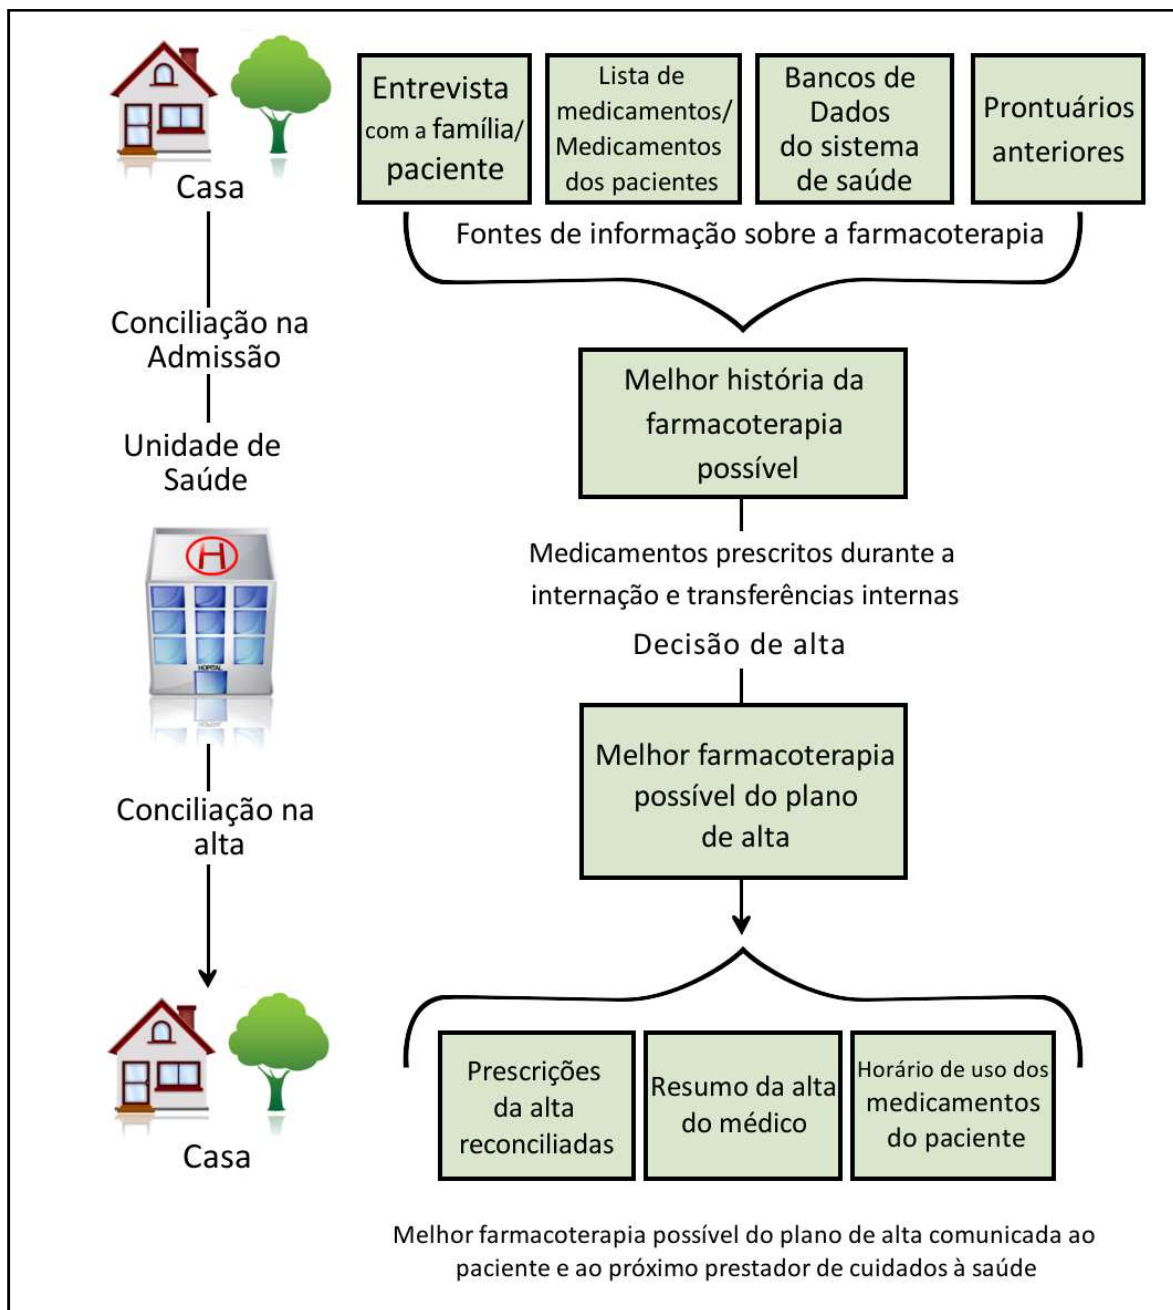 Casa
Conciliação na
Admissão
Unidade de
Saúde
H
HOPITAL
Conciliação na
alta
Casa
Entrevista
com a família/
paciente
Lista de
medicamentos/
Medicamentos
dos pacientes
Bancos de
Dados
do sistema
de saúde
Prontuários
anteriores
Fontes de informação sobre a farmacoterapia
Melhor história da
farmacoterapia
possível
Medicamentos prescritos durante a
internação e transferências internas
Decisão de alta
Melhor farmacoterapia
possível do plano
de alta
Prescrições
da alta
reconciliadas
Resumo da alta
do médico
Horário de uso dos
medicamentos
do paciente
Melhor farmacoterapia possível do plano de alta comunicada ao
paciente e ao próximo prestador de cuidados à saúde